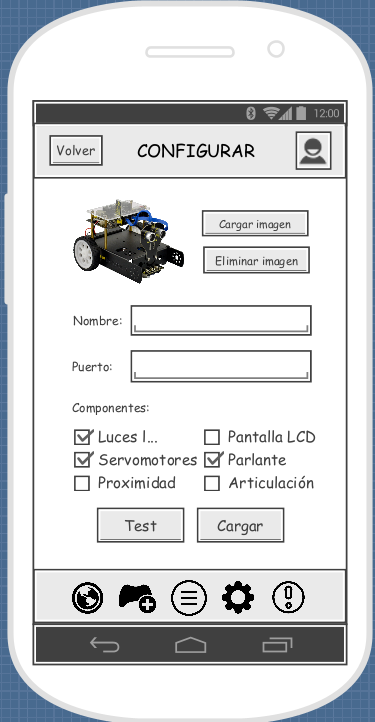 12:00
Volver
CONFIGURAR
Cargar imagen
Eliminar imagen
Nombre:
Puerto:
Componentes:
Luces l...
Pantalla LCD
Servomotores
Parlante
Proximidad
Articulación
Test
Cargar